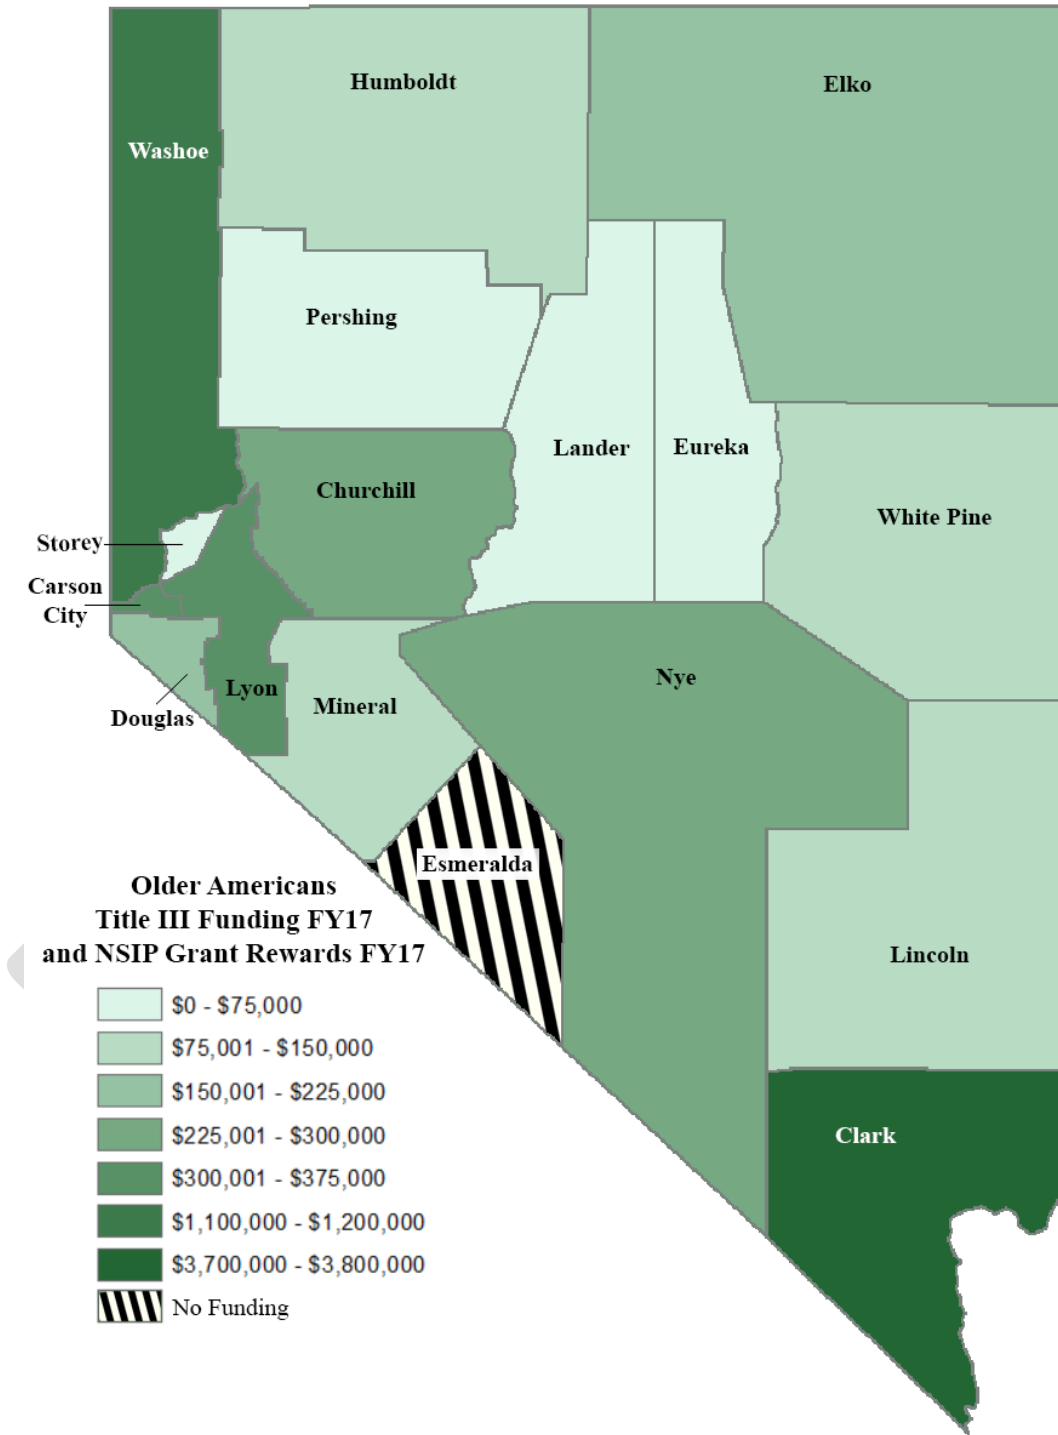 Humboldt
Elko
Washoe
Pershing
Lander
Eureka
Churchill
White Pine
Storey
Carson
City
Nye
Lyon
Mineral
Douglas
Esmeralda
Lincoln
Clark
Older Americans
Title III Funding FY17
and NSIP Grant Rewards FY17
$0 - $75,000
$75,001 - $150,000
$150,001 - $225,000
$225,001 - $300,000
$300,001 - $375,000
$1,100,000 - $1,200,000
$3,700,000 - $3,800,000
No Funding